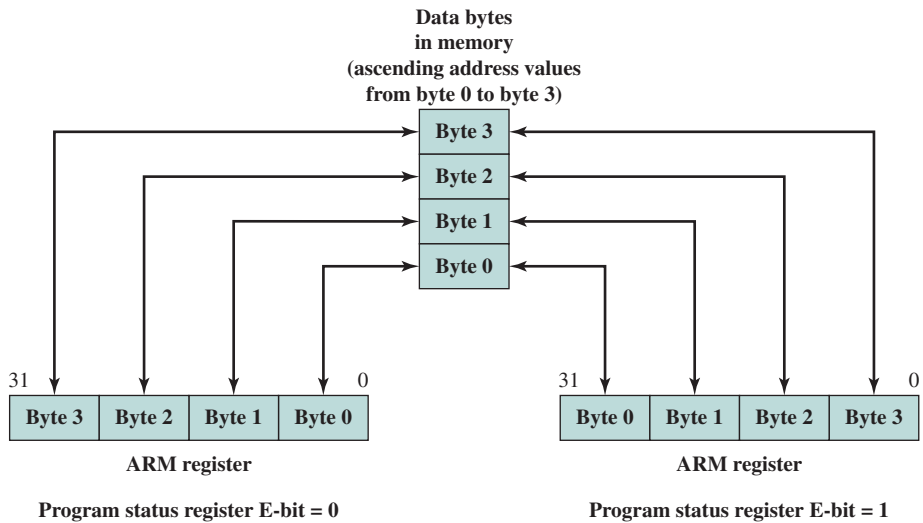 Data bytes
in memory
(ascending address values
from byte 0 to byte 3)
Byte 3
Byte 2
Byte 1
Byte 0
31
0
Byte 3
Byte 2
Byte 1
Byte 0
ARM register
Program status register E-bit = 0
31
0
Byte 0
Byte 1
Byte 2
Byte 3
ARM register
Program status register E-bit = 1